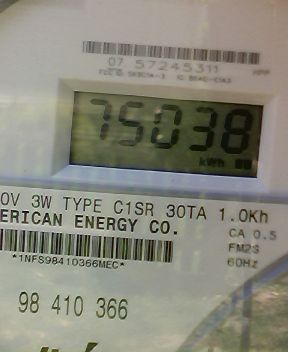 07 57245311
75038
kWh
0V 3W TYPE C1SR 30TA 1.0Kh
ERICAN ENERGY CO.
CA 0.5
FM2S
60Hz
*1NFS98410366MEC*
98 410 366